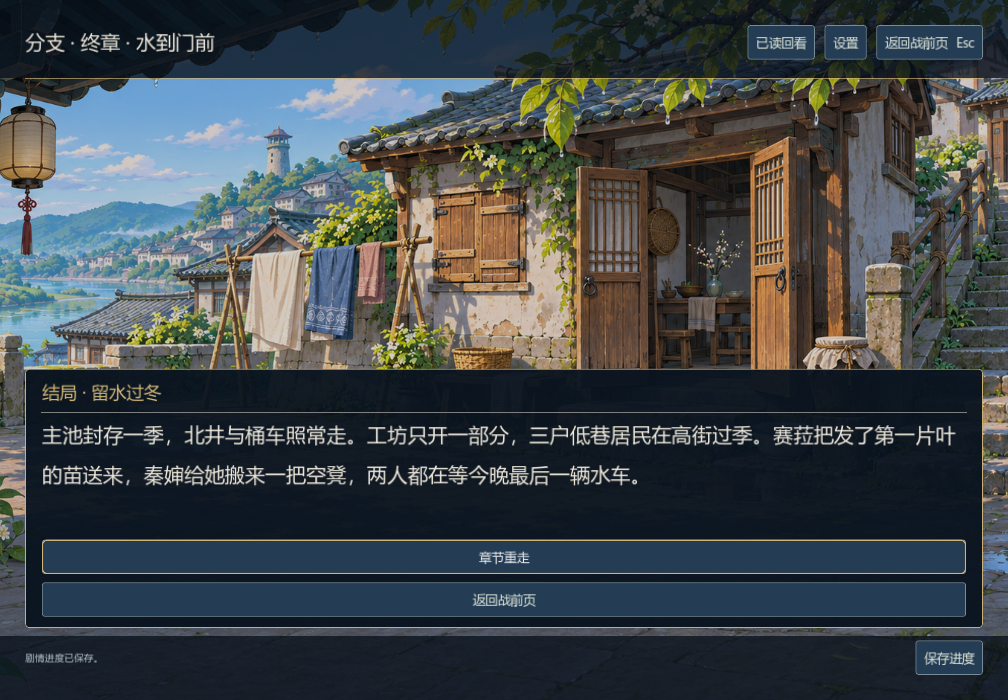 分支 · 终章 · 水到门前
已读回看
设置
返回战前页 Esc
结局 · 留水过冬
主池封存一季，北井与桶车照常走。工坊只开一部分，三户低巷居民在高街过季。赛菈把发了第一片叶
的苗送来，秦婶给她搬来一把空凳，两人都在等今晚最后一辆水车。
章节重走
返回战前页
剧情进度已保存。
保存进度